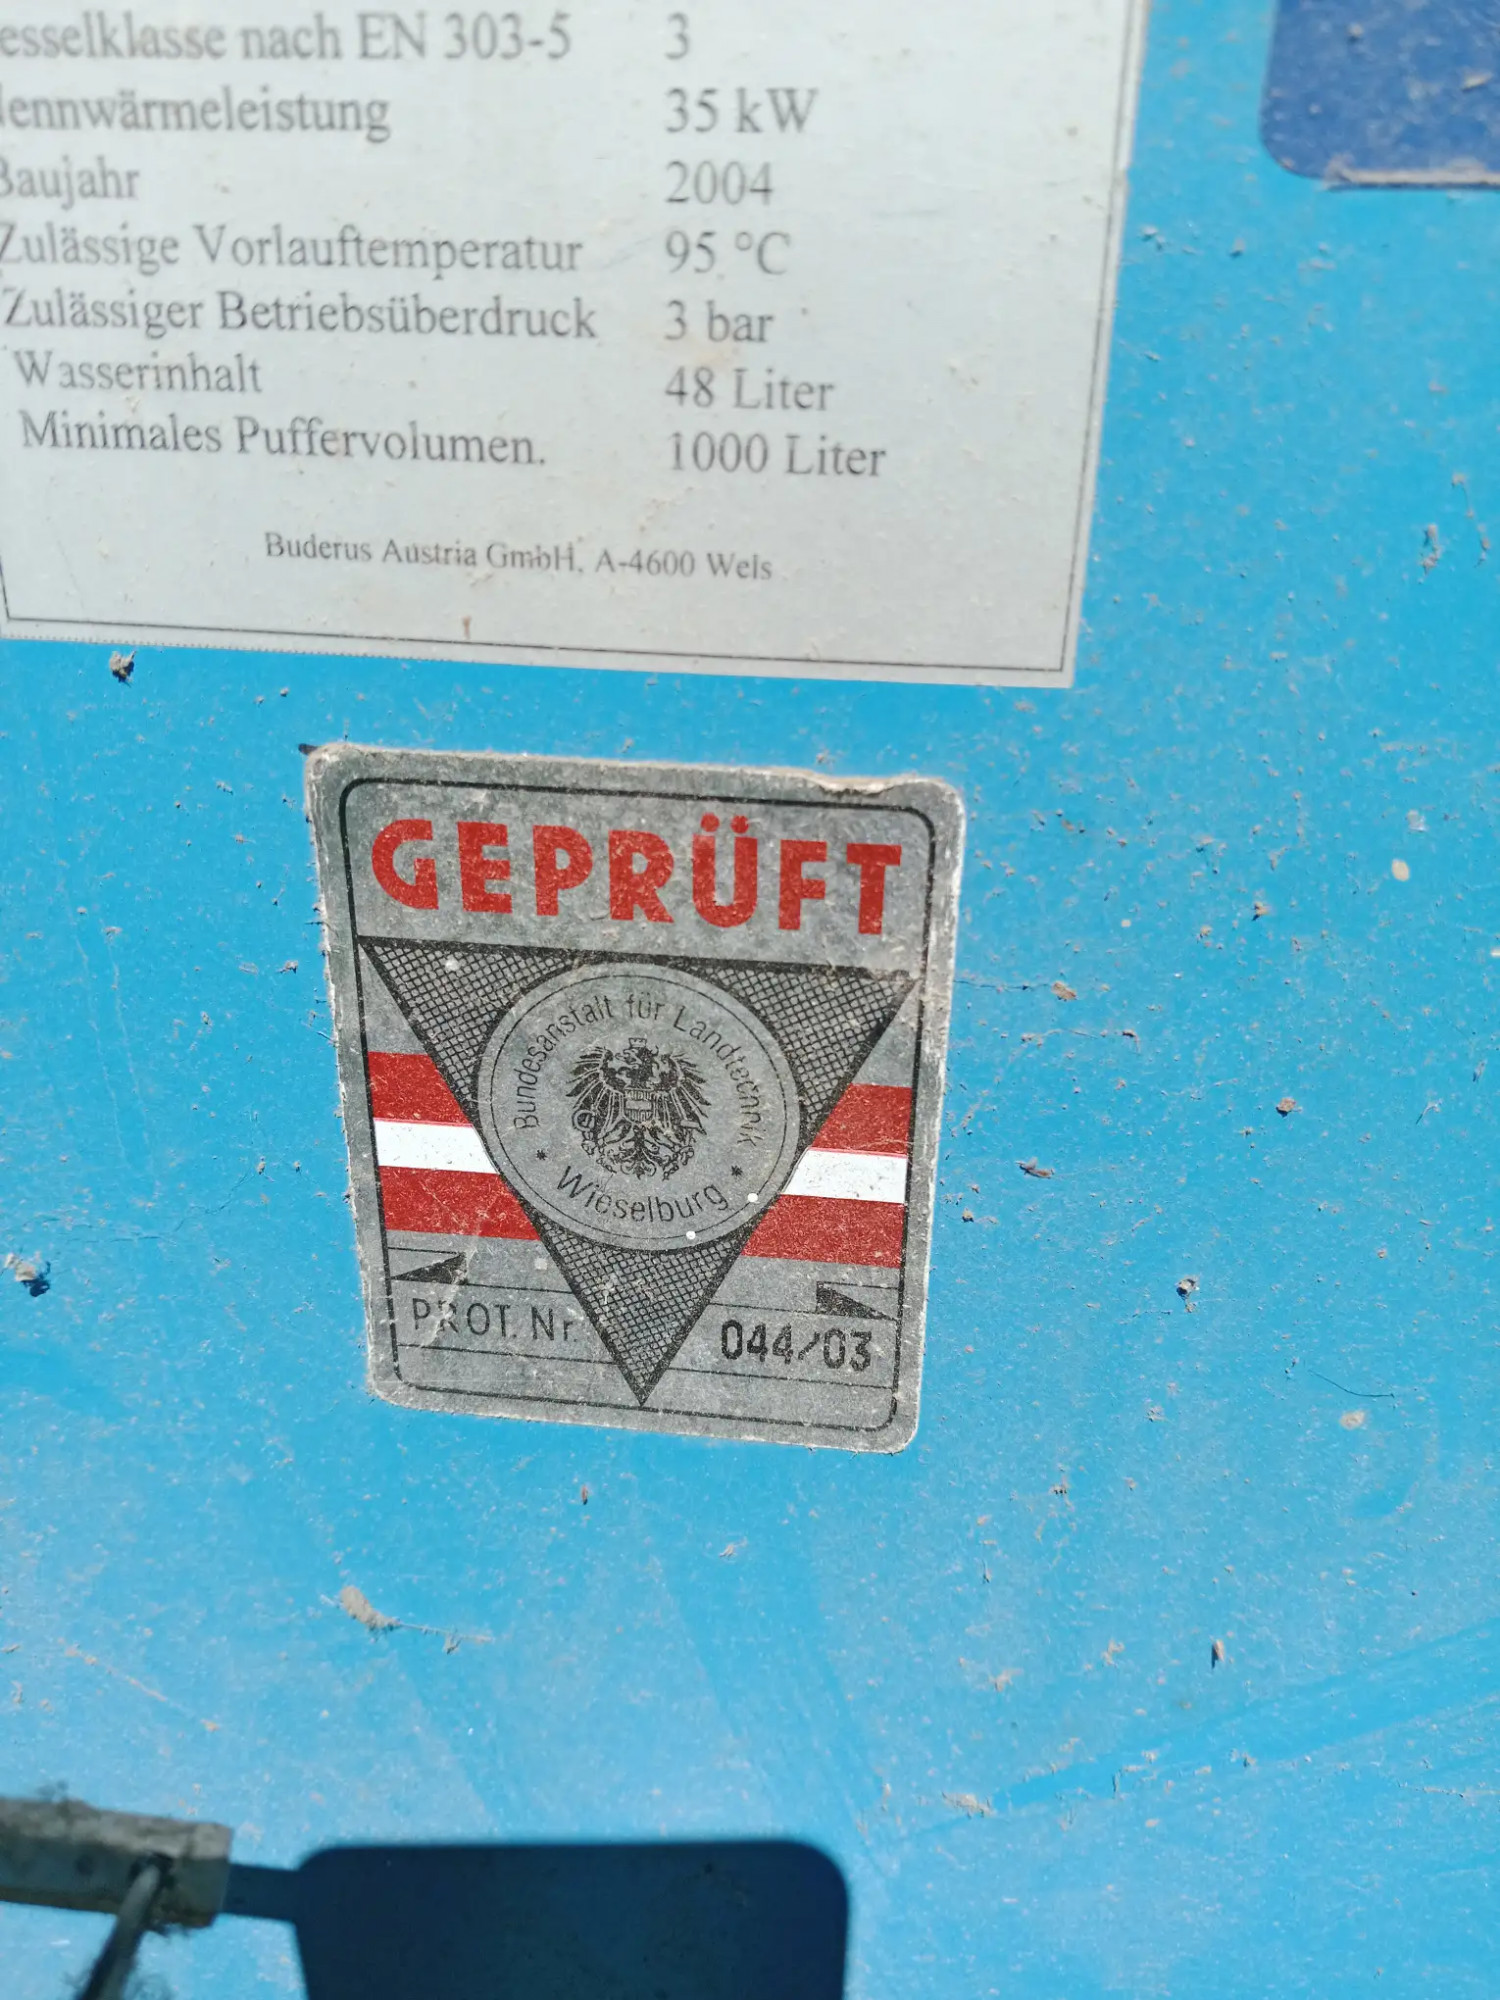 esselklasse nach EN 303-5 3
ennwärmeleistung 35 kW
Baujahr 2004
Zulässige Vorlauftemperatur 95 °C
Zulässiger Betriebsüberdruck 3 bar
Wasserinhalt 48 Liter
Minimales Puffervolumen. 1000 Liter
Buderus Austria GmbH, A-4600 Wels
GEPRÜFT
Bundesanstalt für Landtechnik
* Wieselburg *
PROT. Nr. 044/03